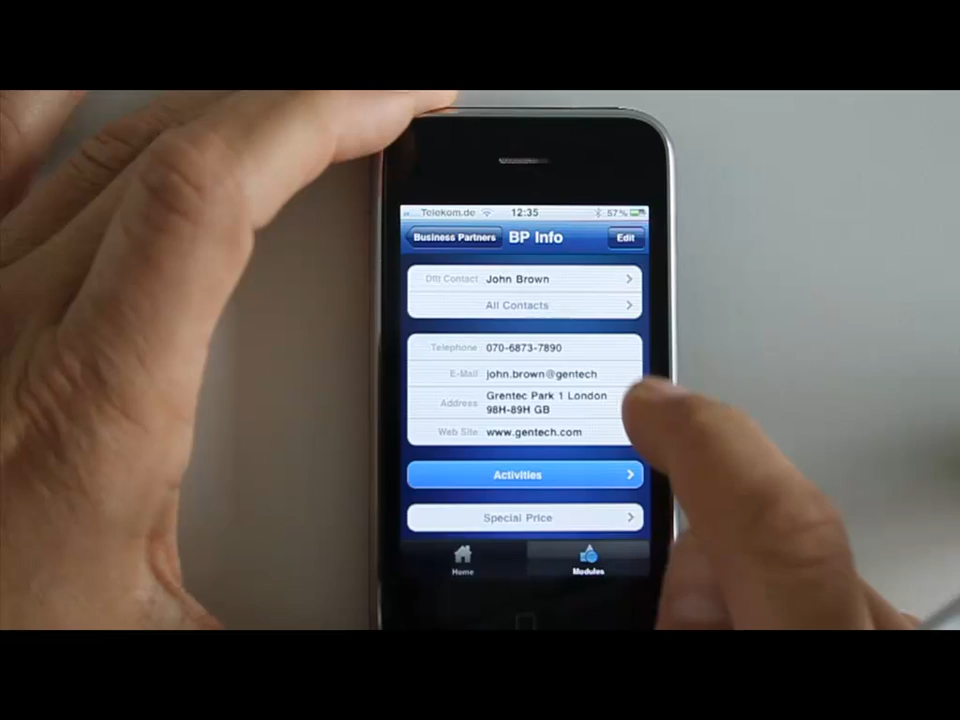 Telekom.de 12:35 57%
Business Partners BP Info Edit
Dflt Contact John Brown
All Contacts
Telephone 070-6873-7890
E-Mail john.brown@gentech
Address Grentec Park 1 London
98H-89H GB
Web Site www.gentech.com
Activities
Special Price
Home Modules